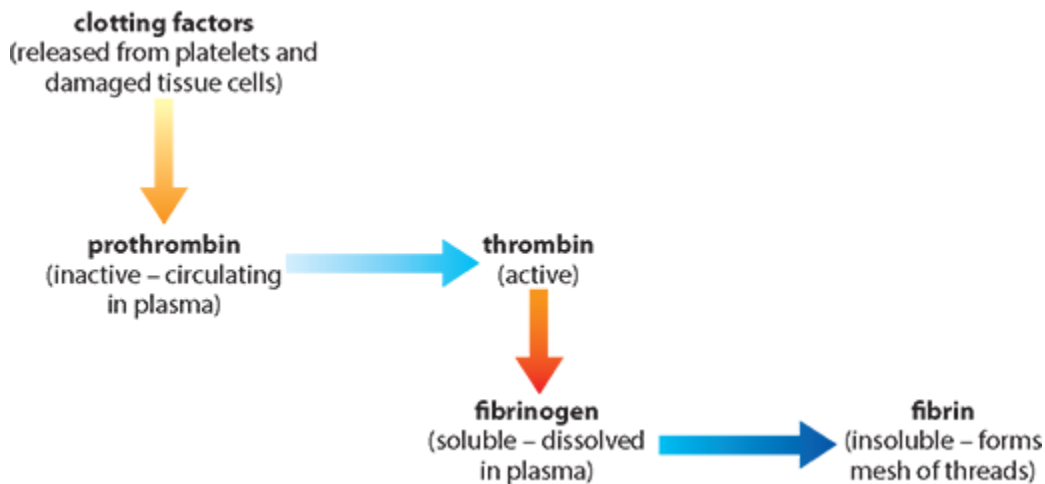 clotting factors
(released from platelets and
damaged tissue cells)
prothrombin
(inactive – circulating
in plasma)
thrombin
(active)
fibrinogen
(soluble – dissolved
in plasma)
fibrin
(insoluble – forms
mesh of threads)